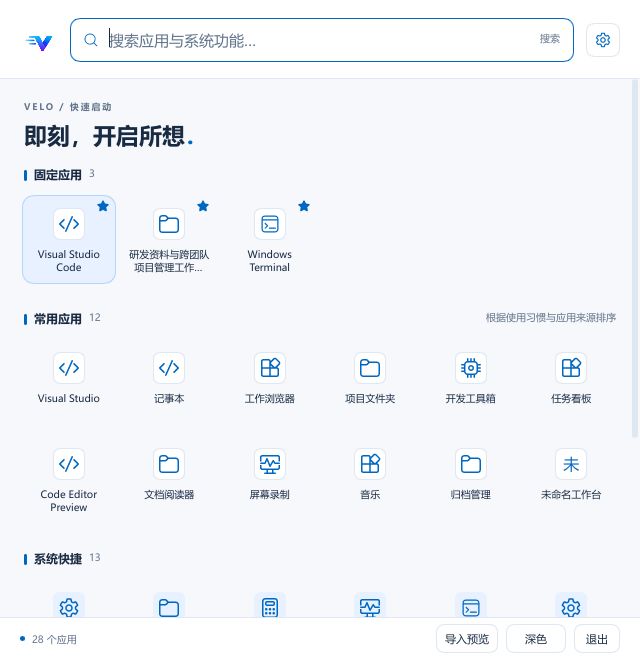 搜索应用与系统功能...
搜索
VELO / 快速启动
即刻，开启所想.
固定应用 3
Visual Studio
Code
研发资料与跨团队
项目管理工作...
Windows
Terminal
常用应用 12
根据使用习惯与应用来源排序
Visual Studio
记事本
工作浏览器
项目文件夹
开发工具箱
任务看板
未
Code Editor
Preview
文档阅读器
屏幕录制
音乐
归档管理
未命名工作台
系统快捷 13
28 个应用
导入预览
深色
退出